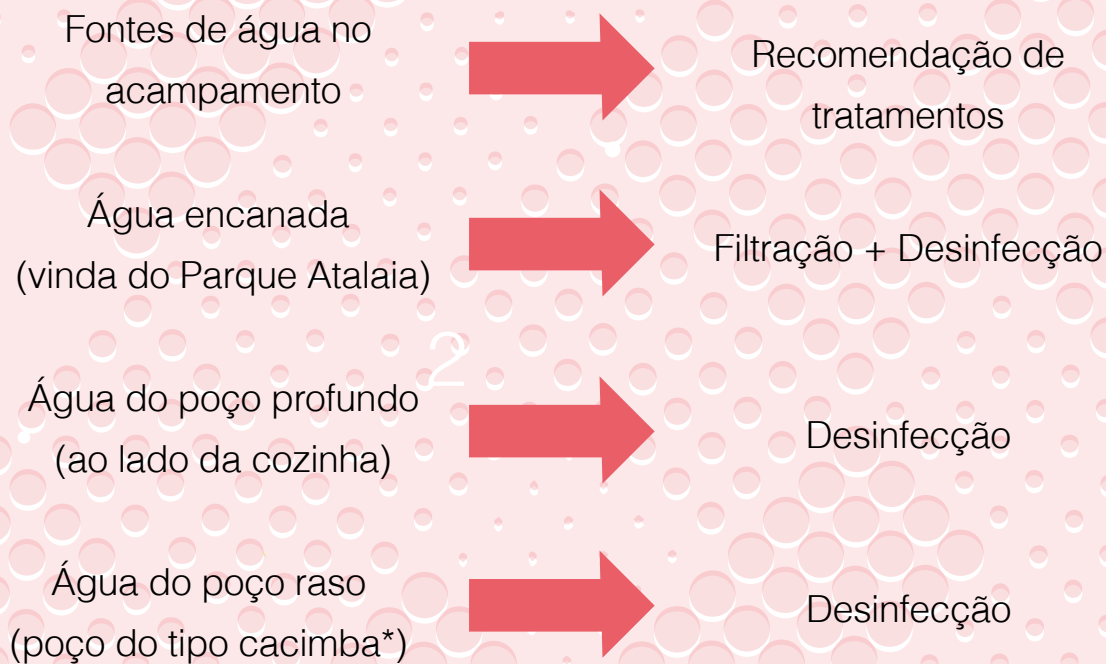 Fontes de água no
acampamento
Recomendação de
tratamentos
Água encanada
(vinda do Parque Atalaia)
Filtração + Desinfecção
2
Água do poço profundo
(ao lado da cozinha)
Desinfecção
Água do poço raso
(poço do tipo cacimba*)
Desinfecção